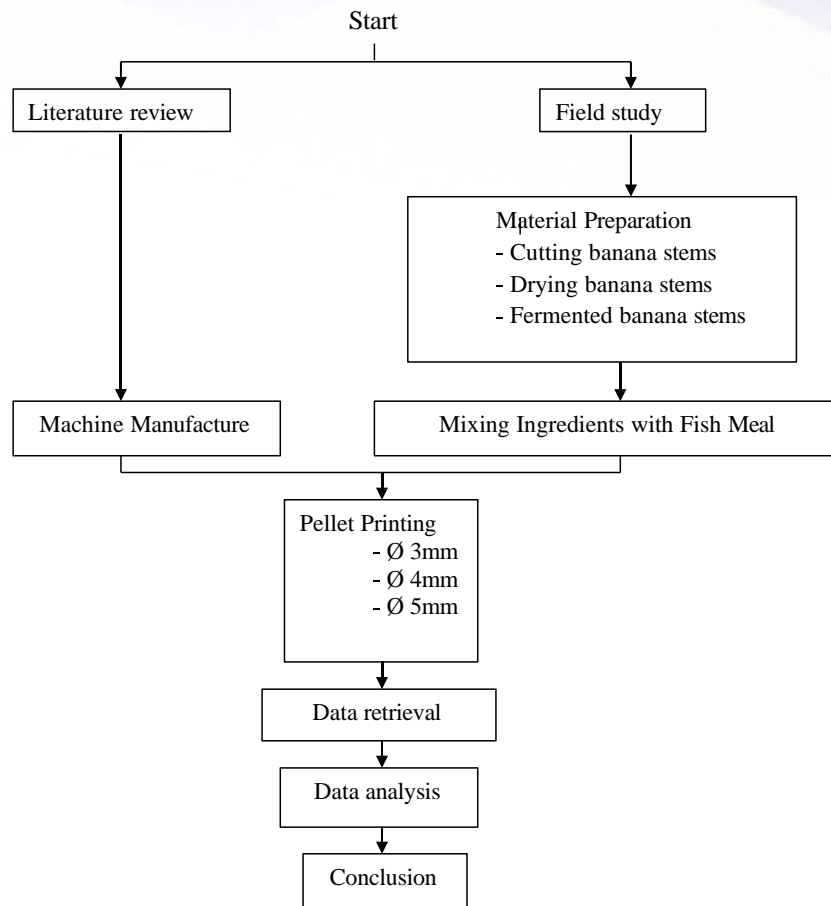 Start
Literature review
Field study
Material Preparation
- Cutting banana stems
- Drying banana stems
- Fermented banana stems
Machine Manufacture
Mixing Ingredients with Fish Meal
Pellet Printing
- Ø 3mm
- Ø 4mm
- Ø 5mm
Data retrieval
Data analysis
Conclusion